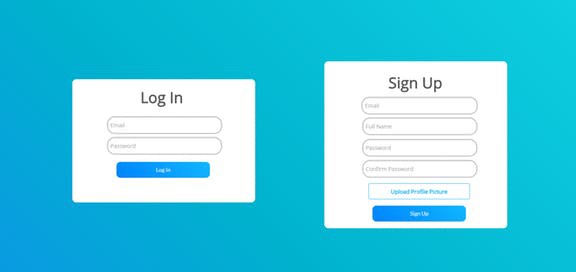 Log In
Email
Password
Log In
Sign Up
Email
Full Name
Password
Confirm Password
Upload Profile Picture
Sign Up